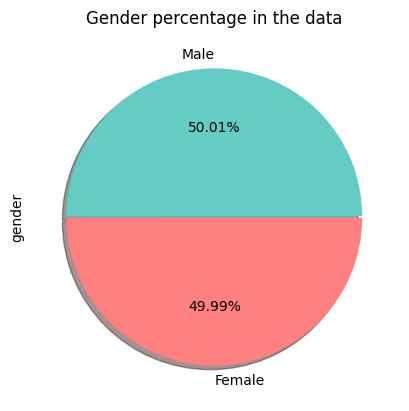 Gender percentage in the data
Male
50.01%
gender
49.99%
Female